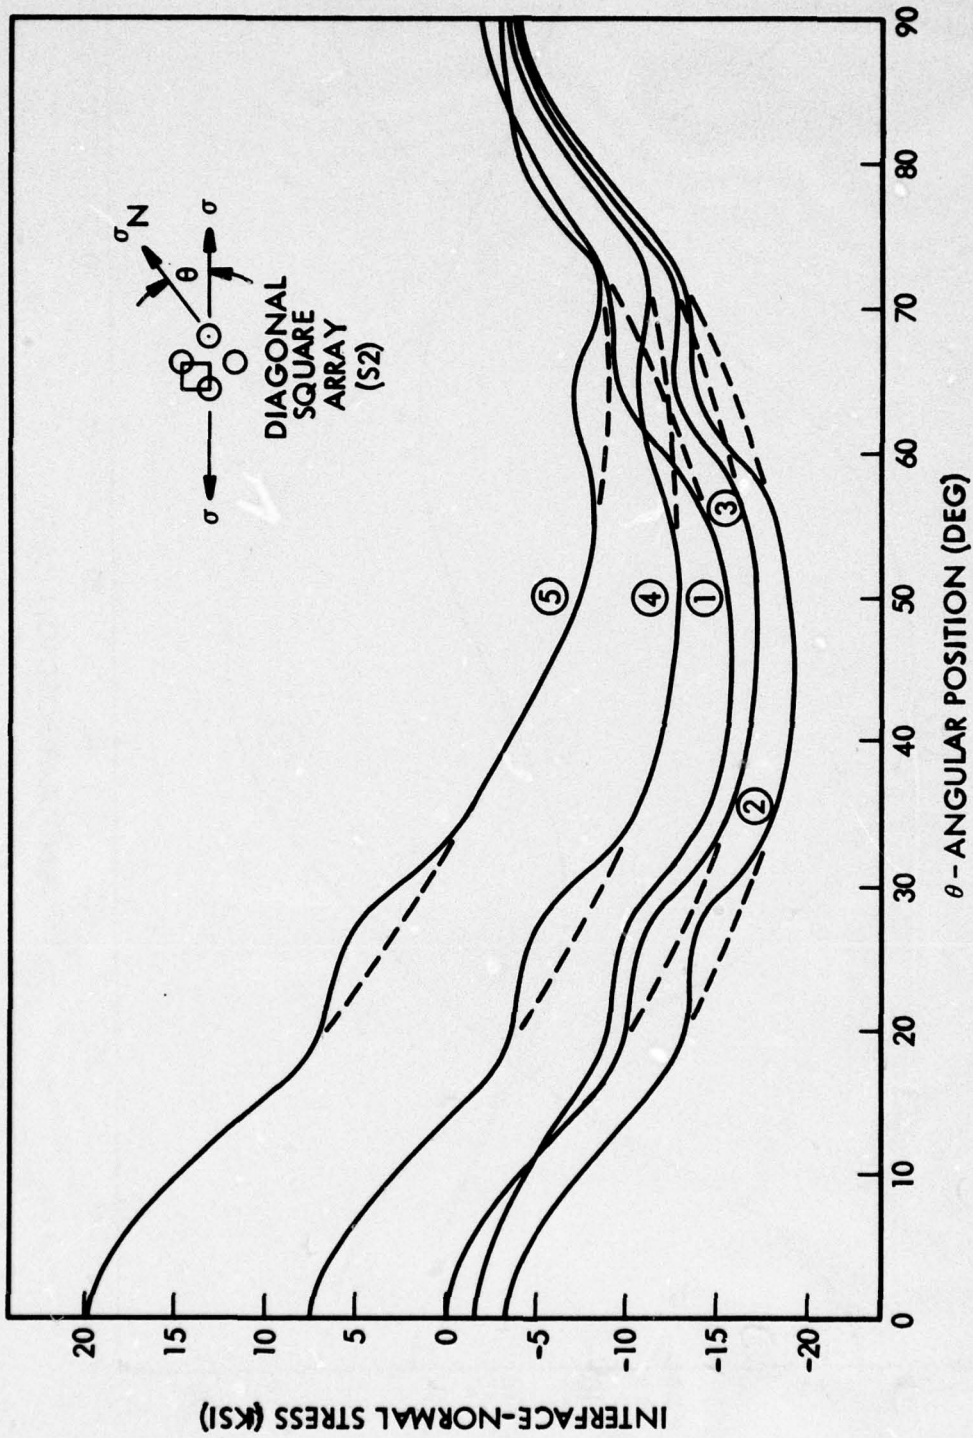 INTERFACE-NORMAL STRESS (KSI)
20
15
10
5
0
-5
-10
-15
-20
0
10
20
30
40
50
60
70
80
90
θ - ANGULAR POSITION (DEG)
σ
σ
σN
θ
DIAGONAL
SQUARE
ARRAY
(S2)
5
4
1
3
2